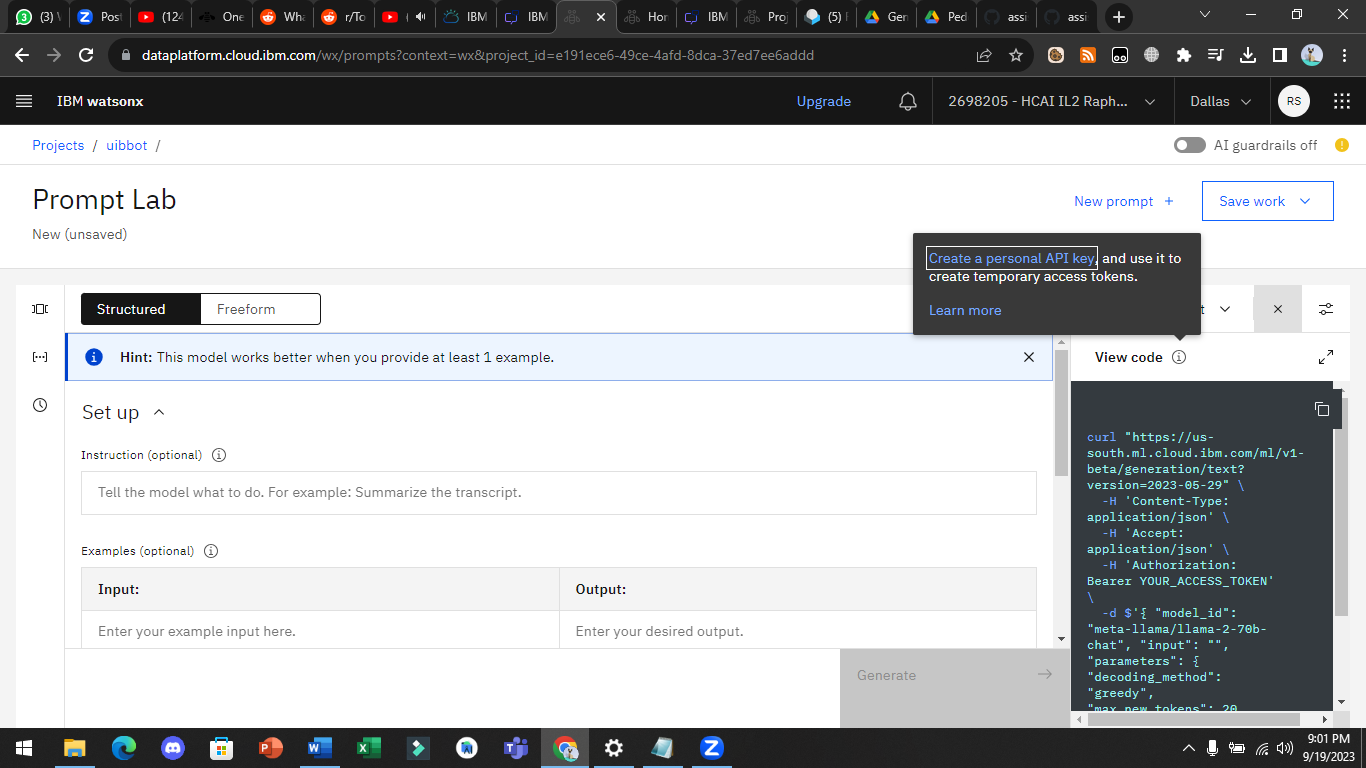 3 (3) \
Post
(124
One
Wha
r/To
IBM
IBM
Hor
IBM
Proj
(5) F
Gen
Ped
assi
assi
dataplatform.cloud.ibm.com/wx/prompts?context=wx&project_id=e191ece6-49ce-4afd-8dca-37ed7ee6addd
IBM watsonx
Upgrade
2698205 - HCAI IL2 Raph...
Dallas
RS
Projects / uibbot /
AI guardrails off
Prompt Lab
New (unsaved)
New prompt +
Save work
Create a personal API key, and use it to
create temporary access tokens.
Learn more
Structured
Freeform
t
Hint: This model works better when you provide at least 1 example.
View code
Set up
Instruction (optional)
Tell the model what to do. For example: Summarize the transcript.
Examples (optional)
Input:
Output:
Enter your example input here.
Enter your desired output.
Generate
curl "https://us-
south.ml.cloud.ibm.com/ml/v1-
beta/generation/text?
version=2023-05-29" \
-H 'Content-Type:
application/json' \
-H 'Accept:
application/json' \
-H 'Authorization:
Bearer YOUR_ACCESS_TOKEN'
\
-d $'{ "model_id":
"meta-llama/llama-2-70b-
chat", "input": "",
"parameters": {
"decoding_method":
"greedy",
"max_new_tokens": 20,
9:01 PM
9/19/2023